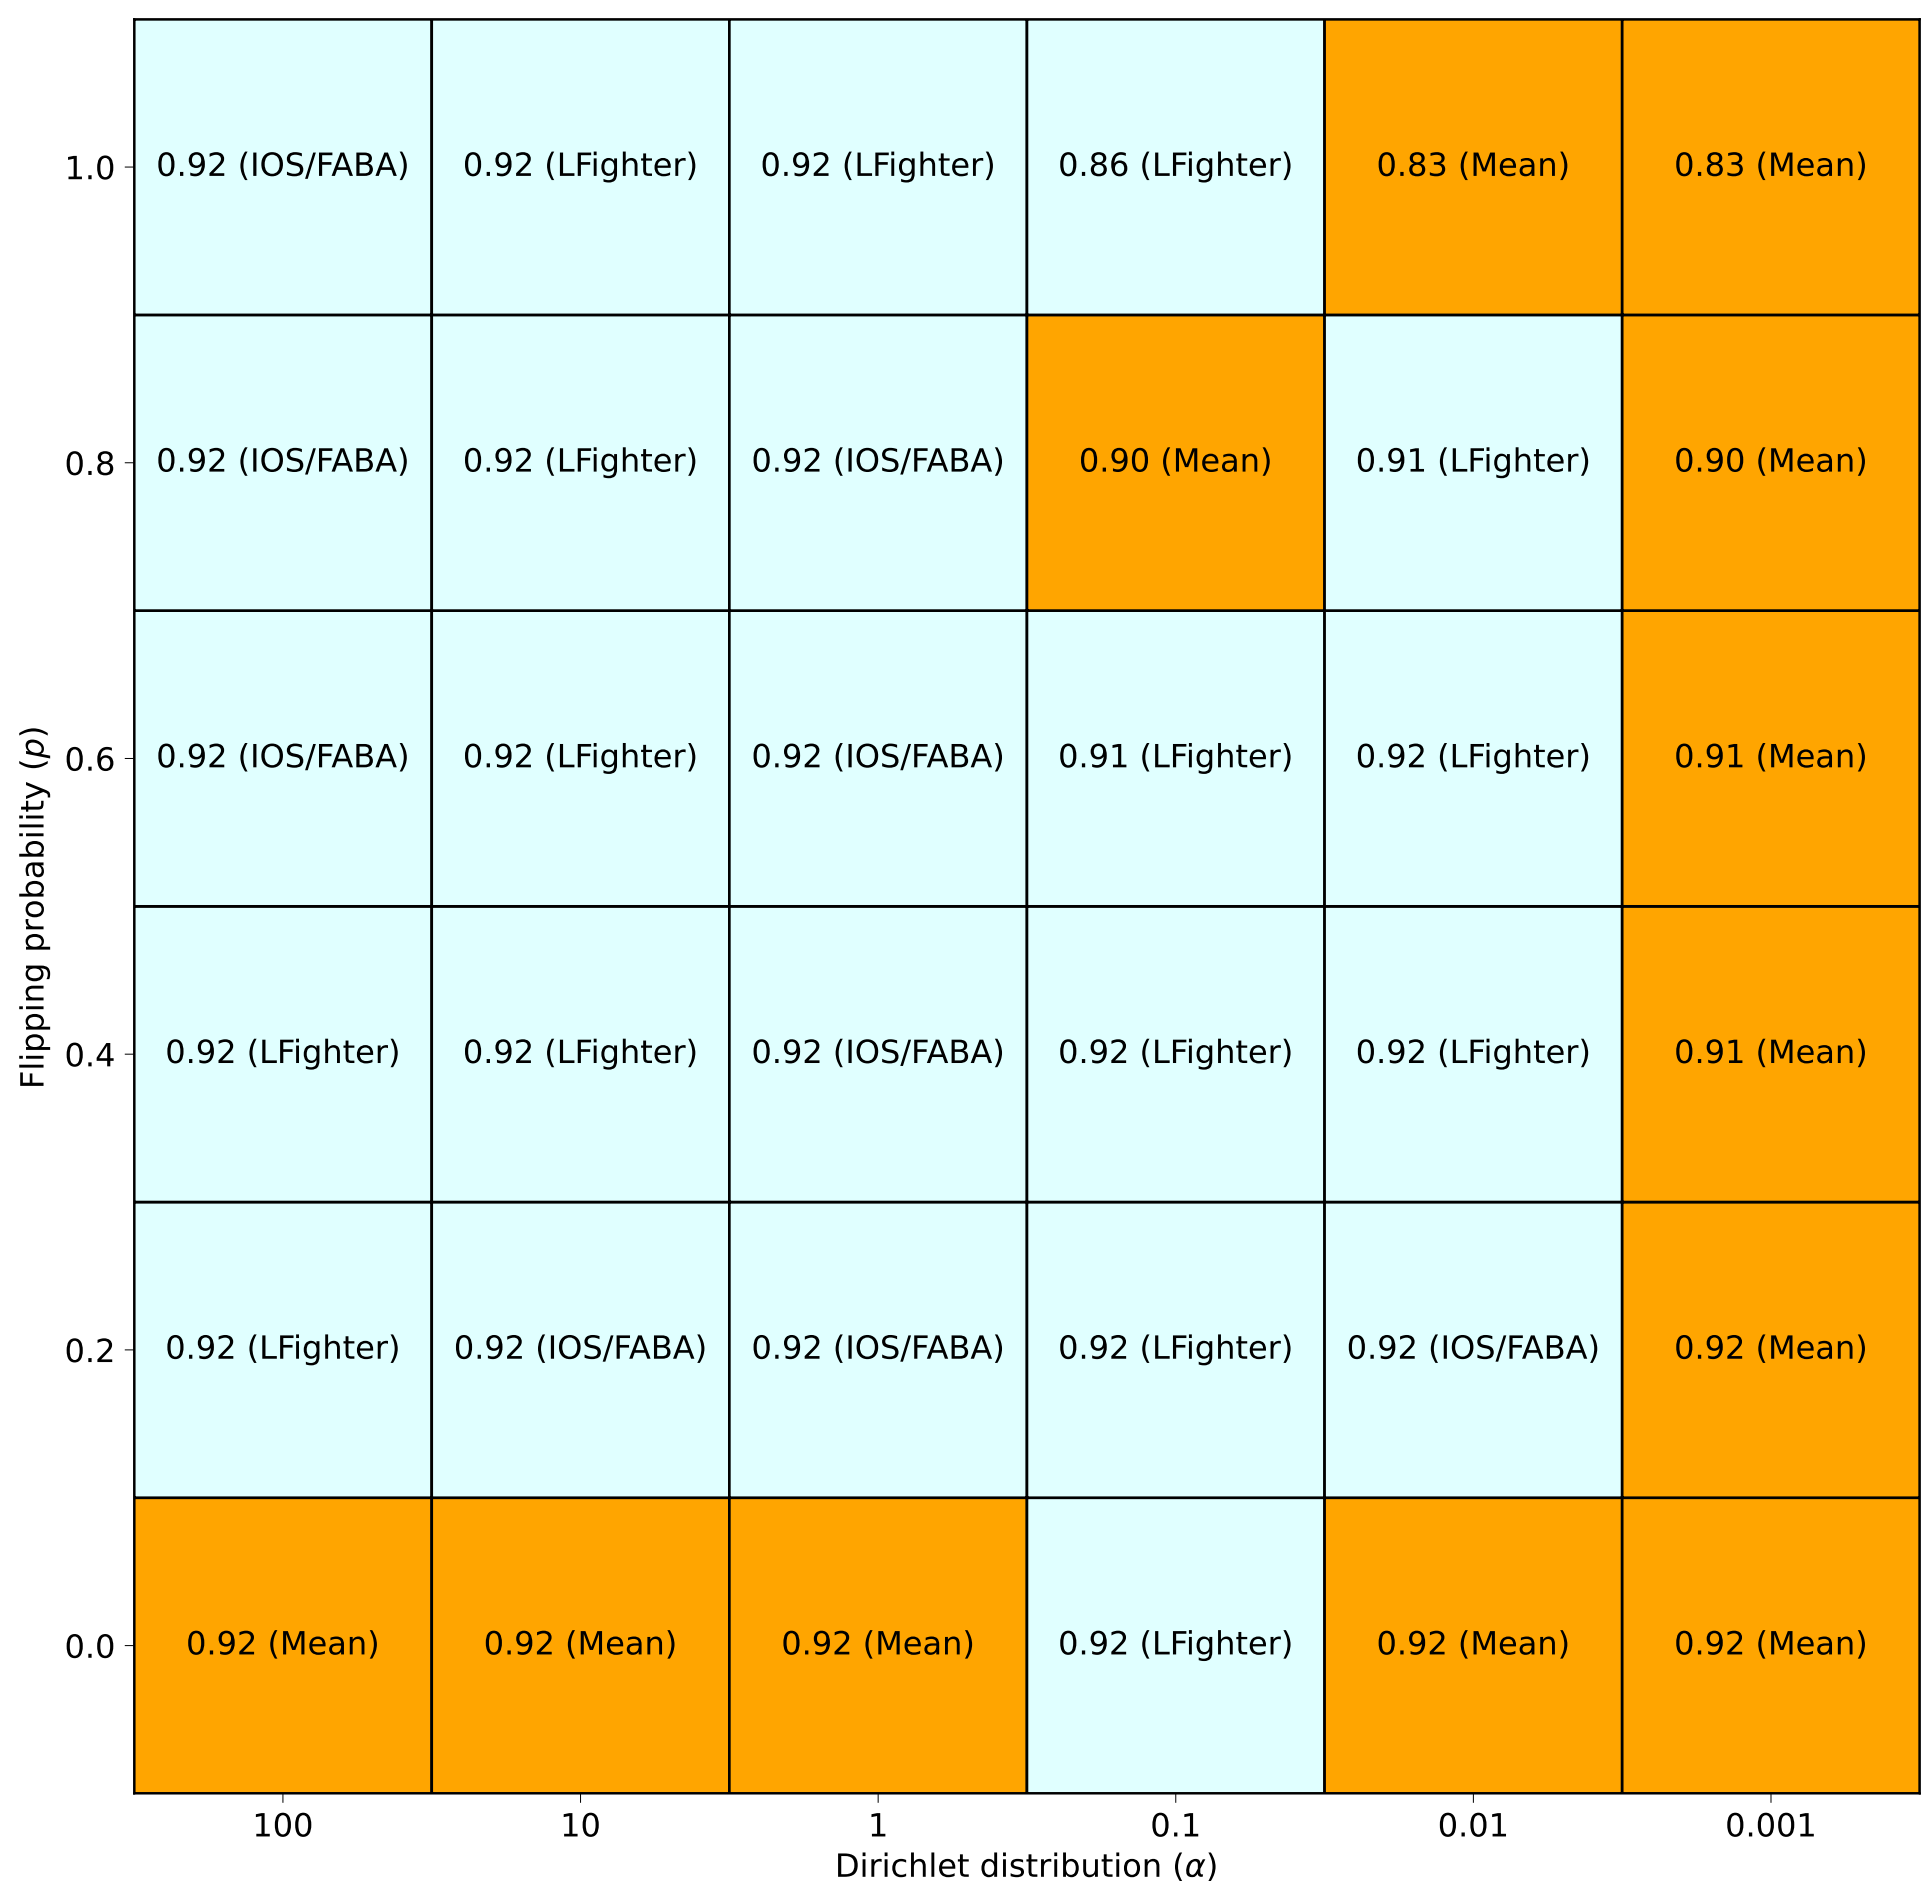 1.0 0.92 (IOS/FABA) 0.92 (LFighter) 0.92 (LFighter) 0.86 (LFighter) 0.83 (Mean) 0.83 (Mean)
0.8 0.92 (IOS/FABA) 0.92 (LFighter) 0.92 (IOS/FABA) 0.90 (Mean) 0.91 (LFighter) 0.90 (Mean)
0.6 0.92 (IOS/FABA) 0.92 (LFighter) 0.92 (IOS/FABA) 0.91 (LFighter) 0.92 (LFighter) 0.91 (Mean)
0.4 0.92 (LFighter) 0.92 (LFighter) 0.92 (IOS/FABA) 0.92 (LFighter) 0.92 (LFighter) 0.91 (Mean)
0.2 0.92 (LFighter) 0.92 (IOS/FABA) 0.92 (IOS/FABA) 0.92 (LFighter) 0.92 (IOS/FABA) 0.92 (Mean)
0.0 0.92 (Mean) 0.92 (Mean) 0.92 (Mean) 0.92 (LFighter) 0.92 (Mean) 0.92 (Mean)
100 10 1 0.1 0.01 0.001
Dirichlet distribution (α)
Flipping probability (p)